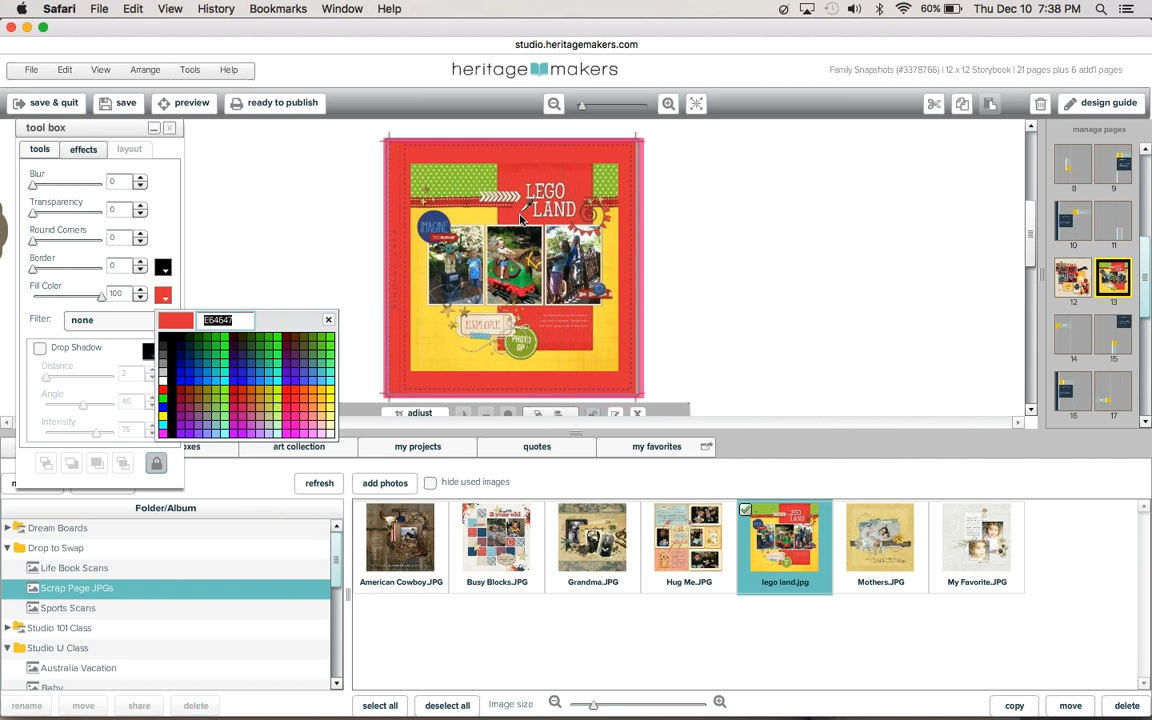 Safari File Edit View History Bookmarks Window Help 60% Thu Dec 10 7:38 PM
studio.heritagemakers.com
File Edit View Arrange Tools Help
heritage makers
Family Snapshots (#3378766) | 12 x 12 Storybook | 21 pages plus 6 add'l pages
save & quit save preview ready to publish design guide
tool box
tools effects layout
manage pages
Blur 0
Transparency 0
Round Corners 0
Border 0
Fill Color 100
Filter: none
E64647
Drop Shadow
Distance 2
Angle 45
Intensity 75
LEGO
LAND
IMAGINE
EXPLORE
PHOTO
OP
8 9
10 11
12 13
14 15
16 17
adjust
oxes art collection my projects quotes my favorites
refresh add photos hide used images
Folder/Album
Dream Boards
Drop to Swap
Life Book Scans
Scrap Page JPGs
Sports Scans
Studio 101 Class
Studio U Class
Australia Vacation
Baby
American Cowboy.JPG Busy Blocks.JPG Grandma.JPG Hug Me.JPG lego land.jpg Mothers.JPG My Favorite.JPG
rename move share delete select all deselect all Image size copy move delete